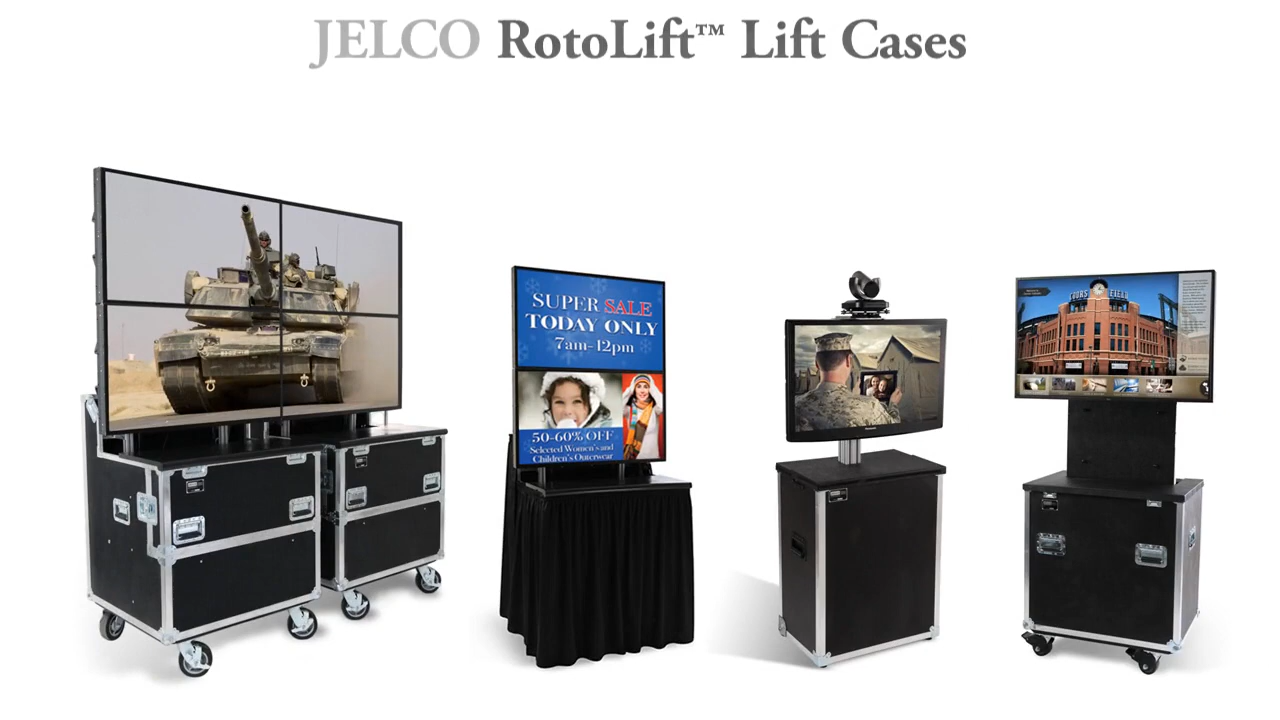 JELCO RotoLift™ Lift Cases
SUPER SALE
TODAY ONLY
7am-12pm
50-60% OFF
Selected Women's and
Children's Outerwear
COORS FIELD